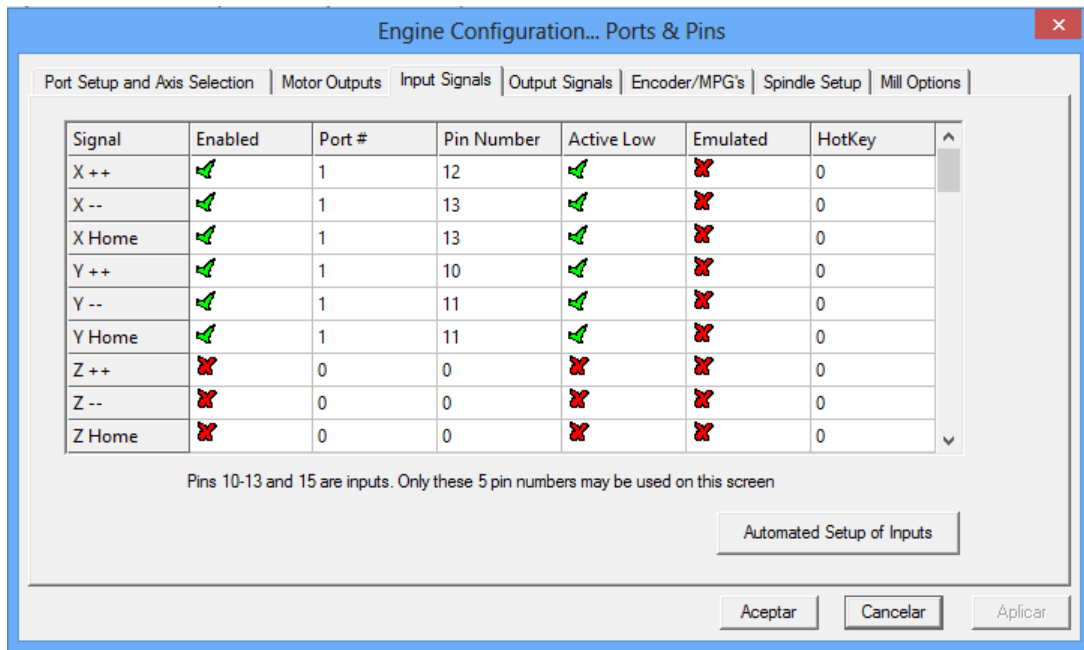 Engine Configuration... Ports & Pins
Port Setup and Axis Selection Motor Outputs Input Signals Output Signals Encoder/MPG's Spindle Setup Mill Options
Signal Enabled Port # Pin Number Active Low Emulated HotKey
X ++ 1 12 0
X -- 1 13 0
X Home 1 13 0
Y ++ 1 10 0
Y -- 1 11 0
Y Home 1 11 0
Z ++ 0 0 0
Z -- 0 0 0
Z Home 0 0 0
Pins 10-13 and 15 are inputs. Only these 5 pin numbers may be used on this screen
Automated Setup of Inputs
Aceptar Cancelar Aplicar